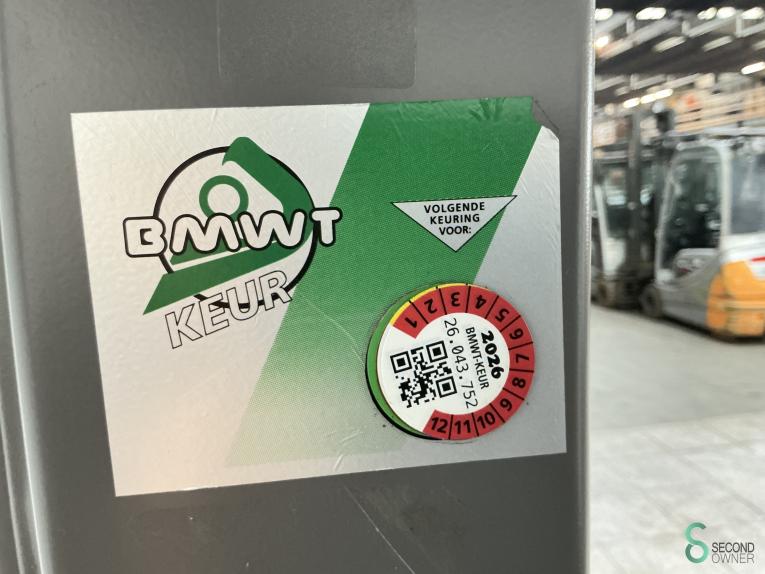 BMWT
KEUR
VOLGENDE
KEURING
VOOR:
1 2 3 4 5 6 7 8 9 10 11 12
2026
BMWT-KEUR
26.043.752
SECOND
OWNER